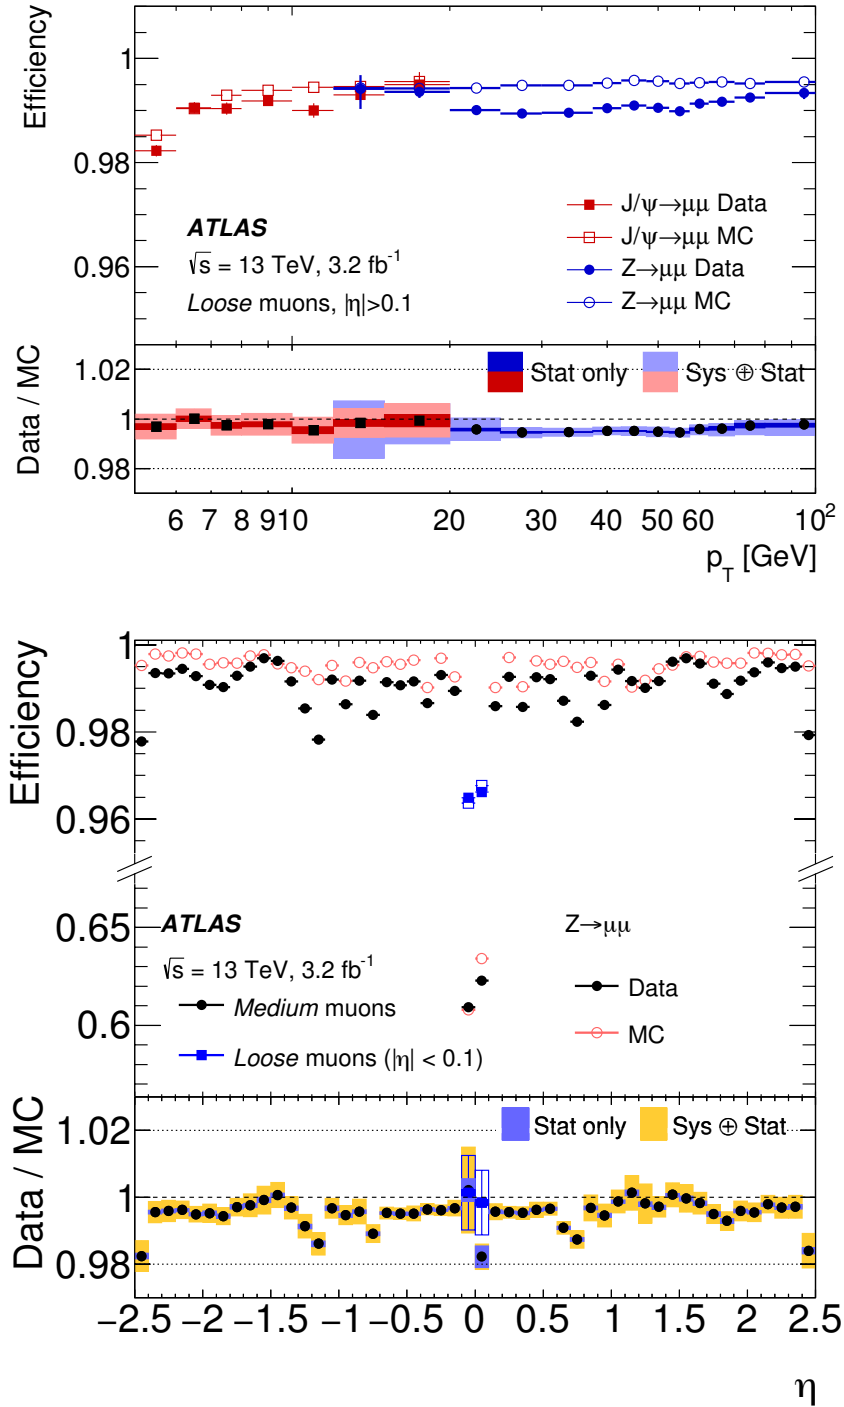 Efficiency
1
0.98
0.96
ATLAS
√s = 13 TeV, 3.2 fb⁻¹
Loose muons, |η|>0.1
J/ψ→μμ Data
J/ψ→μμ MC
Z→μμ Data
Z→μμ MC
Data / MC
1.02
1
0.98
Stat only
Sys ⊕ Stat
6 7 8 9 10 20 30 40 50 60 10²
p_T [GeV]
Efficiency
1
0.98
0.96
0.65
0.6
ATLAS
√s = 13 TeV, 3.2 fb⁻¹
Medium muons
Loose muons (|η| < 0.1)
Z→μμ
Data
MC
Data / MC
1.02
1
0.98
Stat only
Sys ⊕ Stat
−2.5 −2 −1.5 −1 −0.5 0 0.5 1 1.5 2 2.5
η